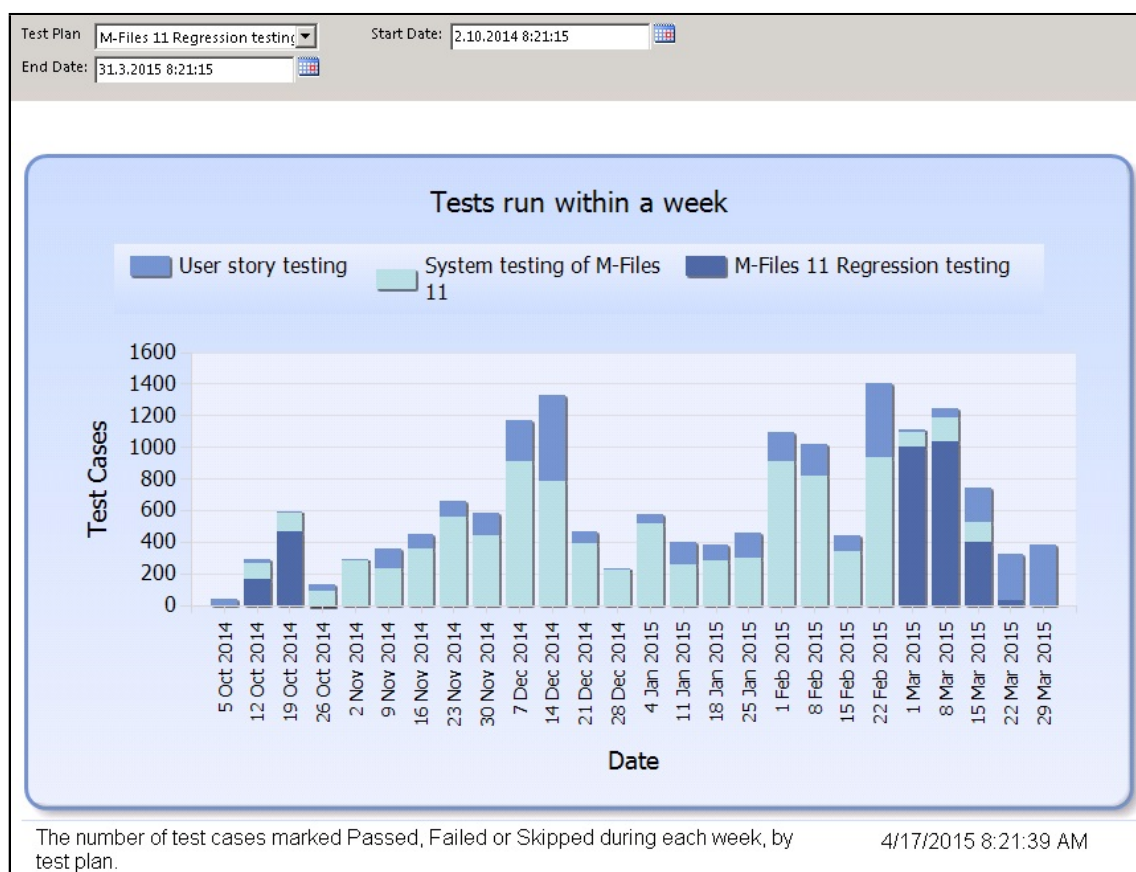 Test Plan M-Files 11 Regression testing Start Date: 2.10.2014 8:21:15
End Date: 31.3.2015 8:21:15
Tests run within a week
User story testing
System testing of M-Files
11
M-Files 11 Regression testing
1600
1400
1200
1000
800
600
400
200
0
Test Cases
5 Oct 2014
12 Oct 2014
19 Oct 2014
26 Oct 2014
2 Nov 2014
9 Nov 2014
16 Nov 2014
23 Nov 2014
30 Nov 2014
7 Dec 2014
14 Dec 2014
21 Dec 2014
28 Dec 2014
4 Jan 2015
11 Jan 2015
18 Jan 2015
25 Jan 2015
1 Feb 2015
8 Feb 2015
15 Feb 2015
22 Feb 2015
1 Mar 2015
8 Mar 2015
15 Mar 2015
22 Mar 2015
29 Mar 2015
Date
The number of test cases marked Passed, Failed or Skipped during each week, by
test plan.
4/17/2015 8:21:39 AM